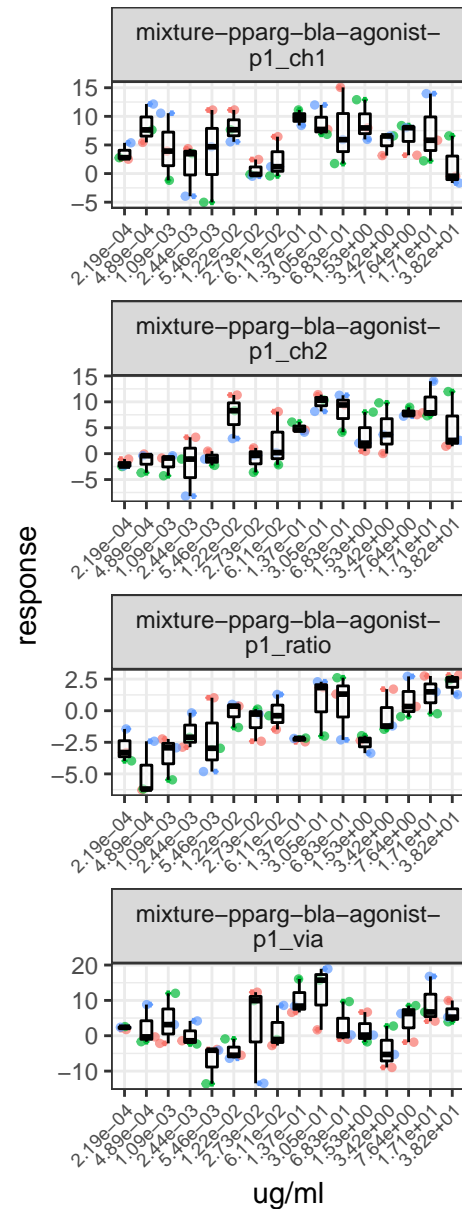 mixture−pparg−bla−agonist−
p1_ch1
15
10
5
0
−5
2.19e−04
4.89e−04
1.09e−03
2.44e−03
5.46e−03
1.22e−02
2.73e−02
6.11e−02
1.37e−01
3.05e−01
6.83e−01
1.53e+00
3.42e+00
7.64e+00
1.71e+01
3.82e+01
mixture−pparg−bla−agonist−
p1_ch2
15
10
5
0
−5
2.19e−04
4.89e−04
1.09e−03
2.44e−03
5.46e−03
1.22e−02
2.73e−02
6.11e−02
1.37e−01
3.05e−01
6.83e−01
1.53e+00
3.42e+00
7.64e+00
1.71e+01
3.82e+01
response
mixture−pparg−bla−agonist−
p1_ratio
2.5
0.0
−2.5
−5.0
2.19e−04
4.89e−04
1.09e−03
2.44e−03
5.46e−03
1.22e−02
2.73e−02
6.11e−02
1.37e−01
3.05e−01
6.83e−01
1.53e+00
3.42e+00
7.64e+00
1.71e+01
3.82e+01
mixture−pparg−bla−agonist−
p1_via
20
10
0
−10
2.19e−04
4.89e−04
1.09e−03
2.44e−03
5.46e−03
1.22e−02
2.73e−02
6.11e−02
1.37e−01
3.05e−01
6.83e−01
1.53e+00
3.42e+00
7.64e+00
1.71e+01
3.82e+01
ug/ml